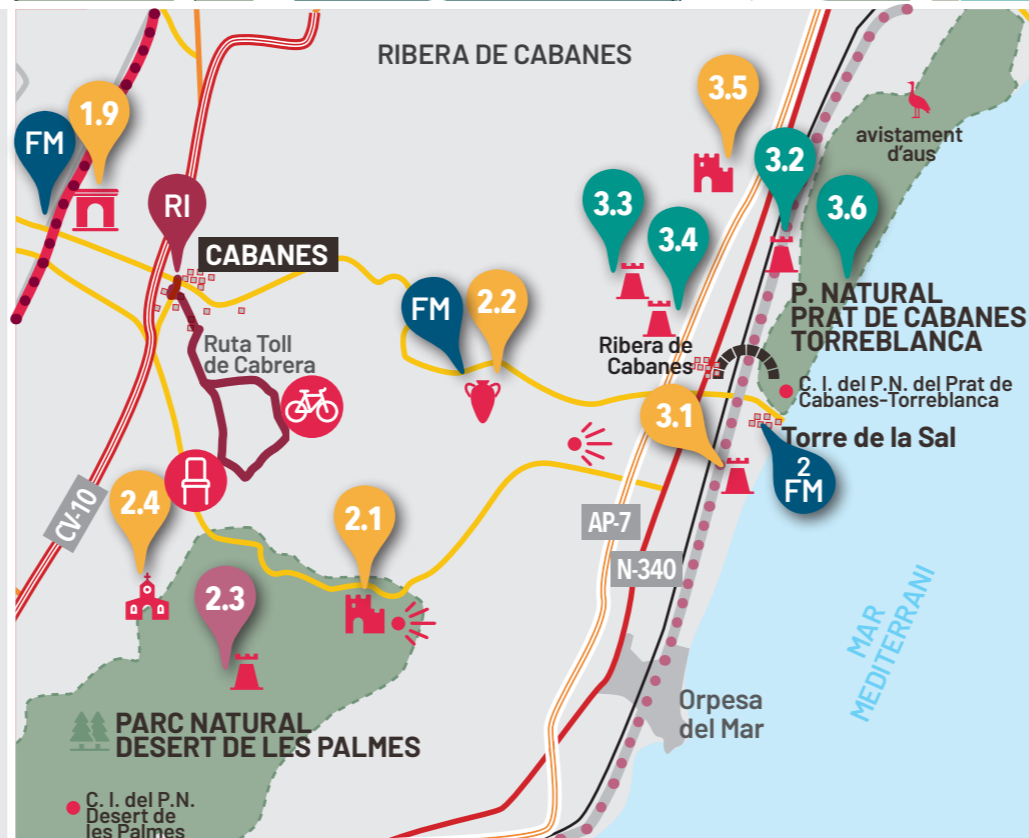 RIBERA DE CABANES
3.5
1.9
FM
avistament
d'aus
3.2
3.3
3.6
RI
3.4
CABANES
FM
2.2
P. NATURAL
PRAT DE CABANES
TORREBLANCA
Ruta Toll
de Cabrera
Ribera de
Cabanes
C. I. del P.N. del Prat de
Cabanes-Torreblanca
3.1
Torre de la Sal
2
FM
2.4
2.1
CV-10
AP-7
N-340
2.3
MAR
MEDITERRANI
Orpesa
del Mar
PARC NATURAL
DESERT DE LES PALMES
C. I. del P.N.
Desert de
les Palmes